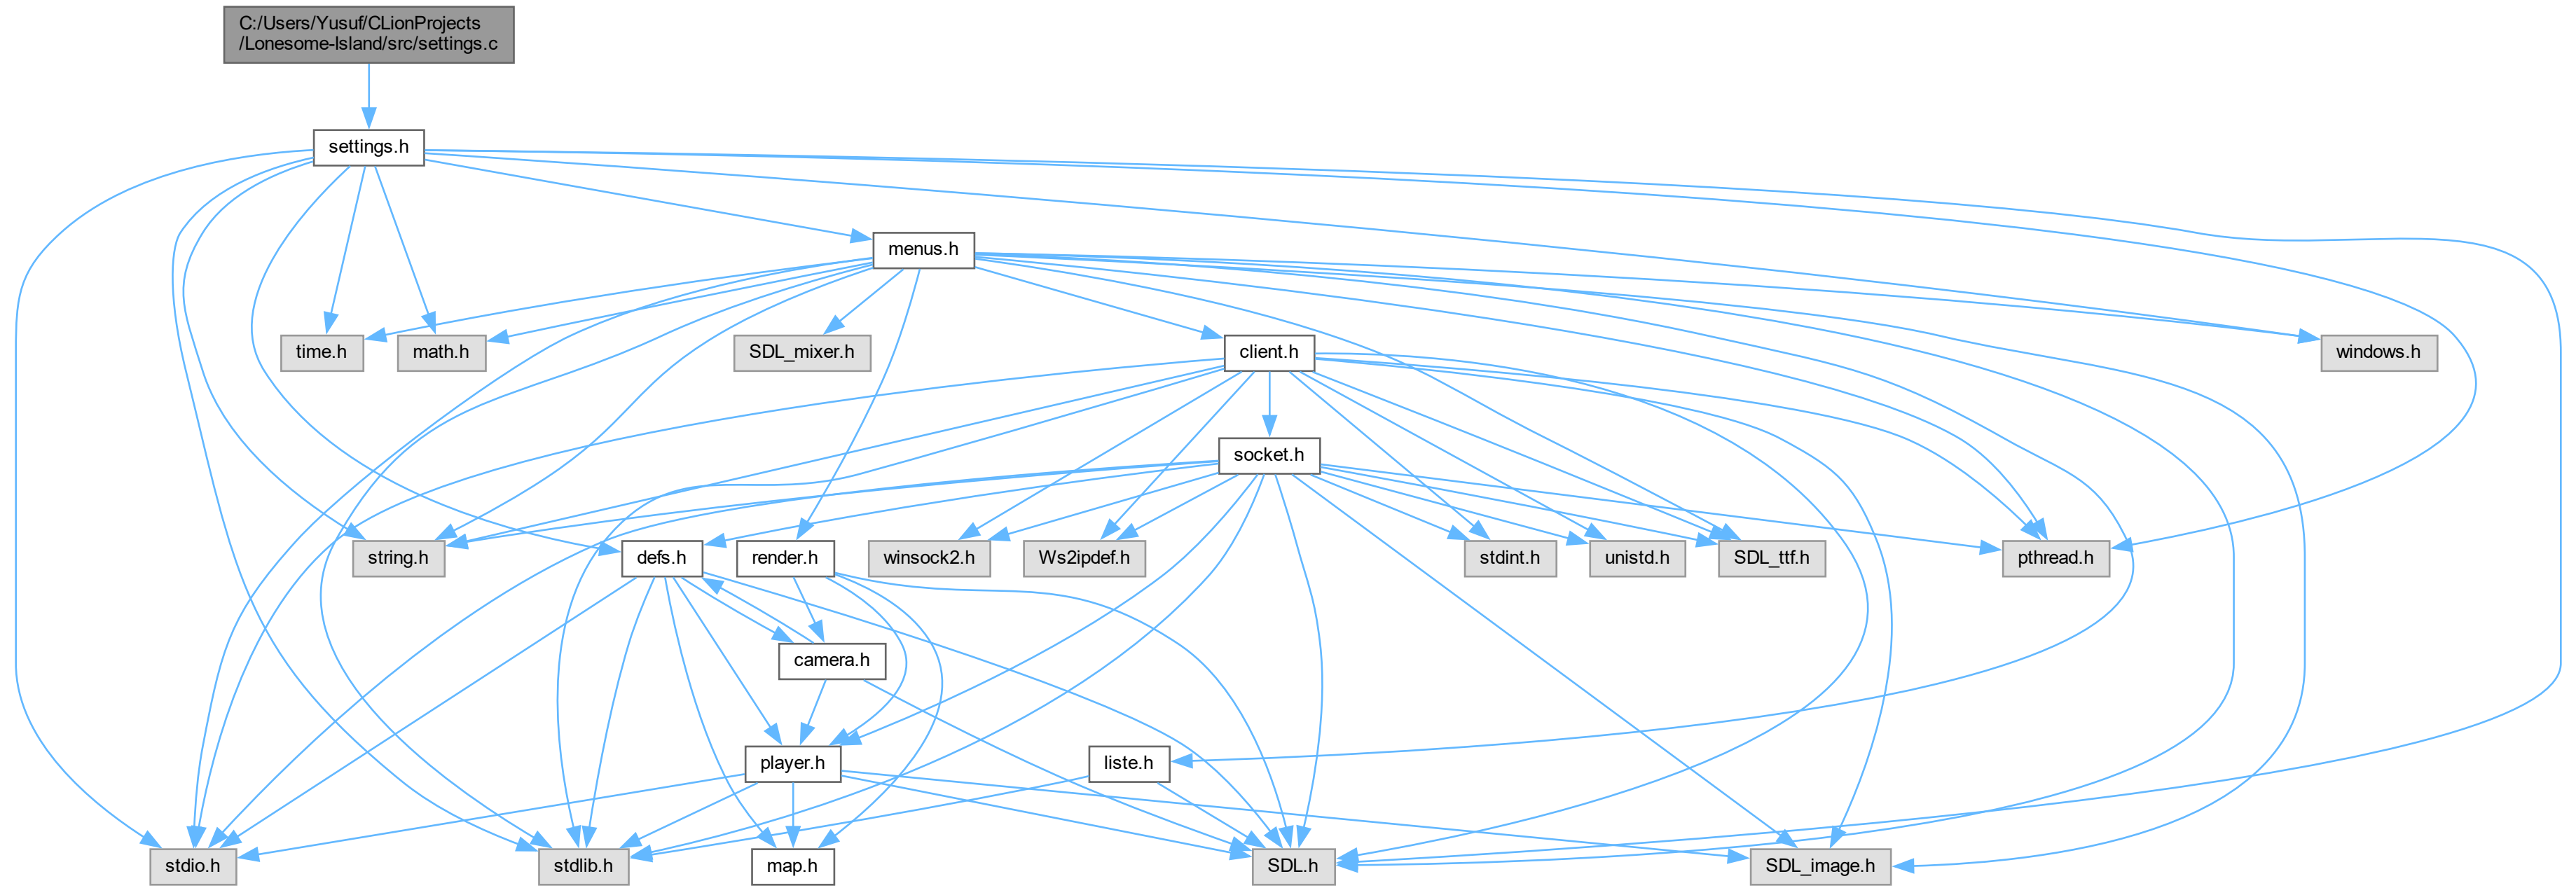 C:/Users/Yusuf/CLionProjects
/Lonesome-Island/src/settings.c
settings.h
menus.h
time.h
math.h
SDL_mixer.h
client.h
windows.h
socket.h
string.h
defs.h
render.h
winsock2.h
Ws2ipdef.h
stdint.h
unistd.h
SDL_ttf.h
pthread.h
camera.h
player.h
liste.h
stdio.h
stdlib.h
map.h
SDL.h
SDL_image.h